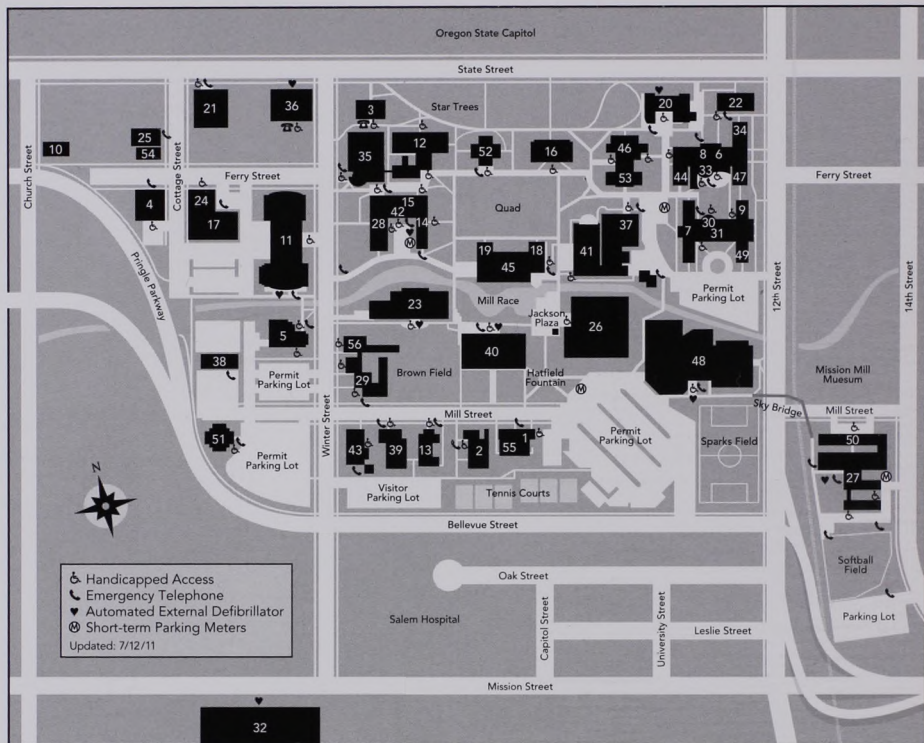 Oregon State Capitol
State Street
Church Street
Cottage Street
Star Trees
21
36
3
20
22
34
25
54
10
35
12
52
16
46
53
8
6
33
44
47
Ferry Street
Ferry Street
4
24
17
11
15
42
28
14
Quad
37
41
9
30
7
31
49
19
18
45
12th Street
14th Street
Pringle Parkway
Permit
Parking Lot
Mill Race
23
Jackson
Plaza
26
5
38
56
29
Brown Field
40
Hatfield
Fountain
48
Mission Mill
Muesum
Permit
Parking Lot
Winter Street
Mill Street
Sky Bridge
Mill Street
51
Permit
Parking Lot
43
39
13
2
1
55
Permit
Parking Lot
Sparks Field
50
27
Visitor
Parking Lot
Tennis Courts
N
Bellevue Street
Softball
Field
Parking Lot
Oak Street
Capitol Street
University Street
Leslie Street
Salem Hospital
Handicapped Access
Emergency Telephone
Automated External Defibrillator
M Short-term Parking Meters
Updated: 7/12/11
Mission Street
32